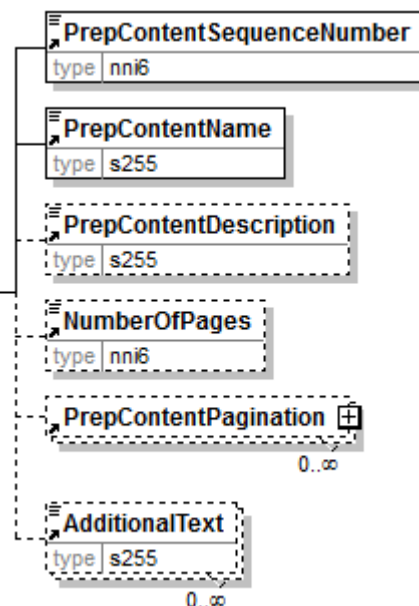 PrepContentSequenceNumber
type nni6
PrepContentName
type s255
PrepContentDescription
type s255
NumberOfPages
type nni6
PrepContentPagination
0..∞
AdditionalText
type s255
0..∞